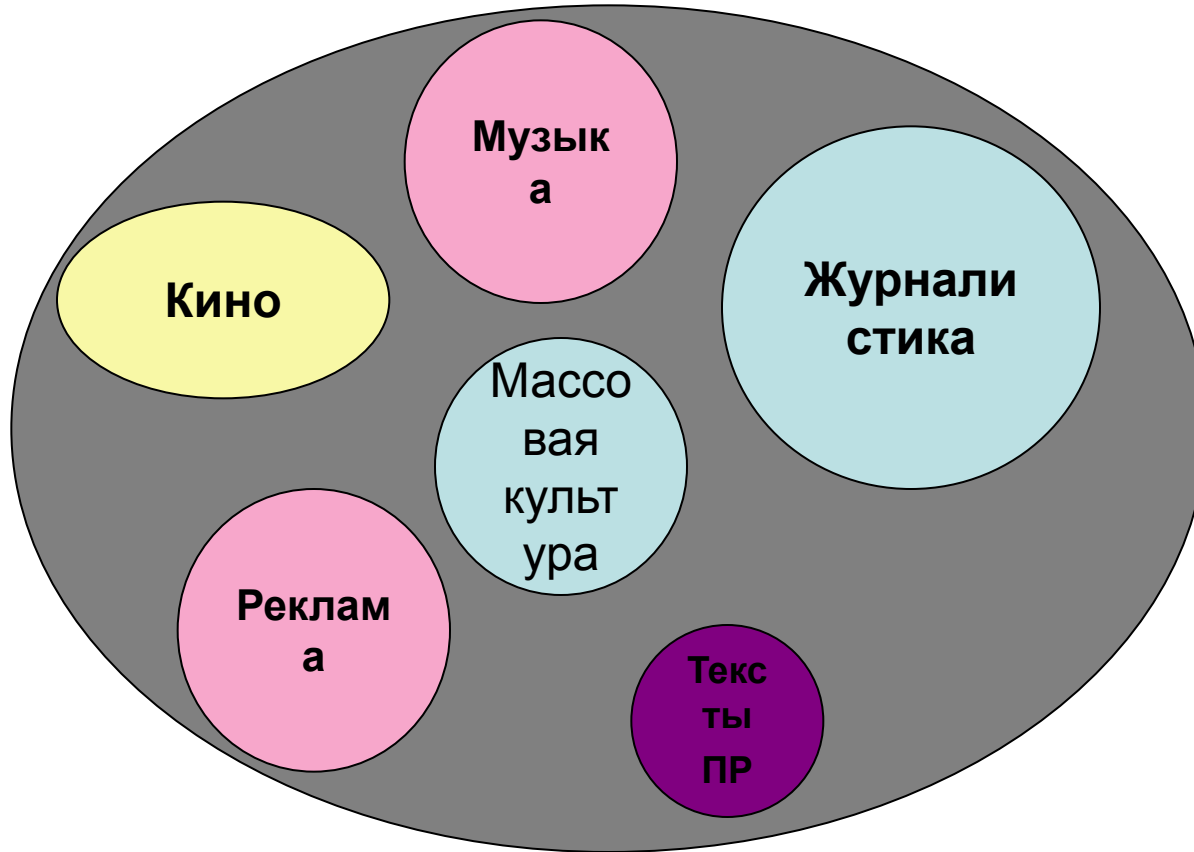 Музык
а
Кино
Журнали
стика
Массо
вая
культ
ура
Реклам
а
Текс
ты
ПР